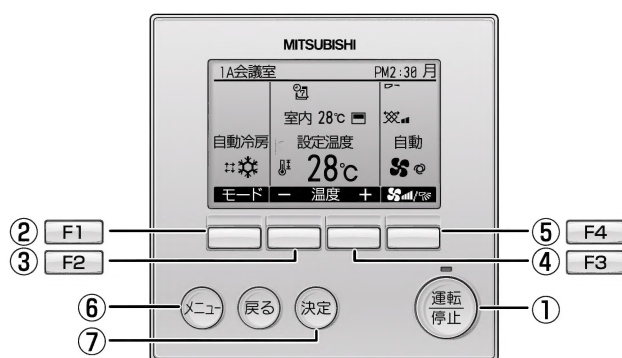 MITSUBISHI
1A会議室 PM2:30 月
室内 28℃
自動冷房 設定温度 自動
28℃
モード − 温度 +
② F1
③ F2
⑤ F4
④ F3
⑥ メニュー 戻る 決定 運転 ①
停止
⑦